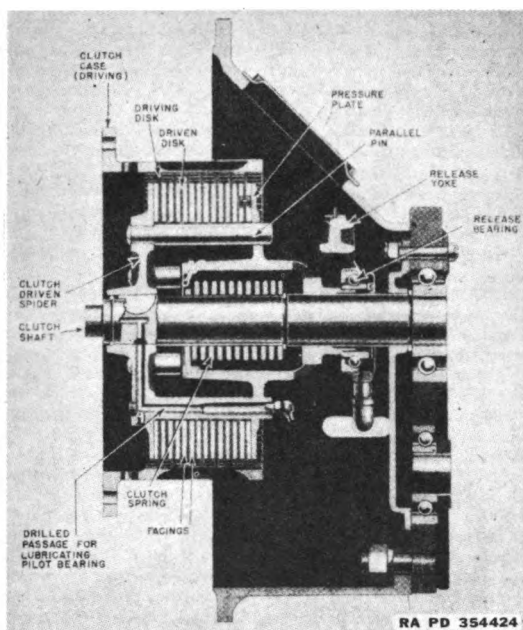 CLUTCH
CASE
(DRIVING)
DRIVING
DISK
DRIVEN
DISK
PRESSURE
PLATE
PARALLEL
PIN
RELEASE
YOKE
RELEASE
BEARING
CLUTCH
DRIVEN
SPIDER
CLUTCH
SHAFT
CLUTCH
SPRING
FACINGS
DRILLED
PASSAGE FOR
LUBRICATING
PILOT BEARING
RA PD 354424